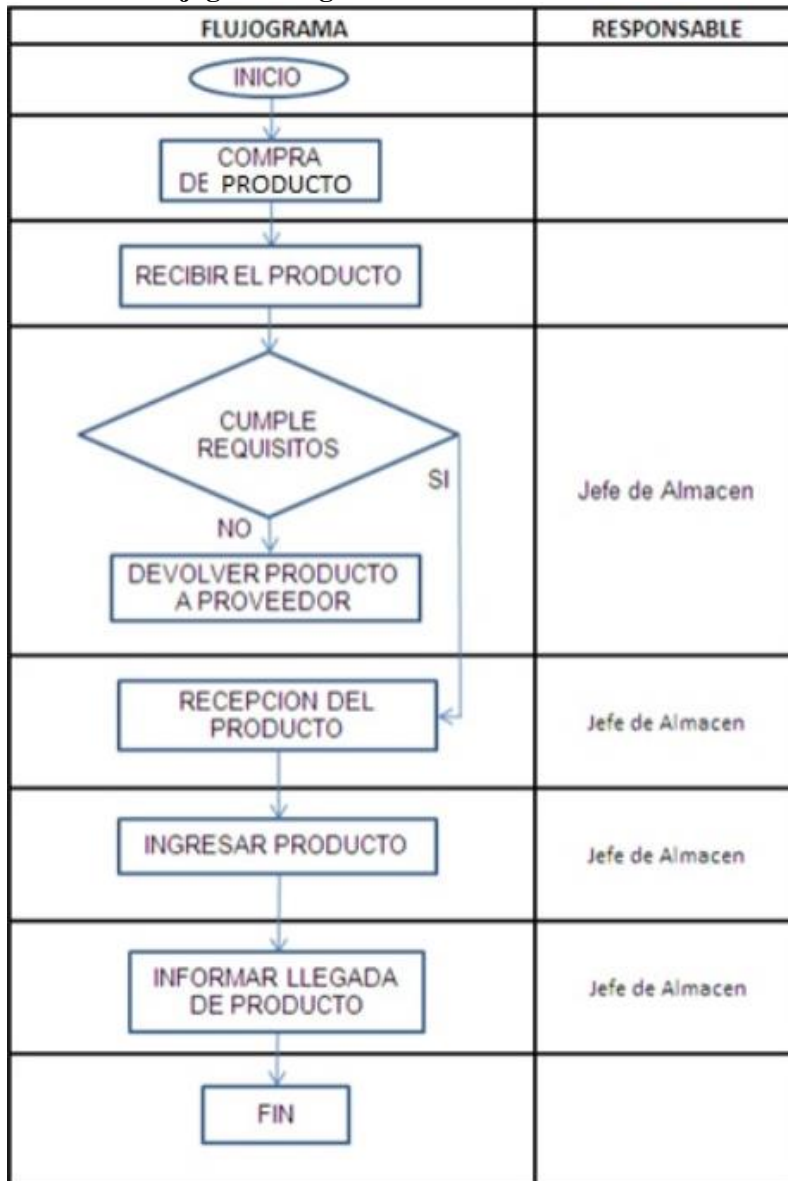 FLUJOGRAMA RESPONSABLE
INICIO
COMPRA
DE PRODUCTO
RECIBIR EL PRODUCTO
CUMPLE
REQUISITOS
SI
Jefe de Almacen
NO
DEVOLVER PRODUCTO
A PROVEEDOR
RECEPCION DEL
PRODUCTO
Jefe de Almacen
INGRESAR PRODUCTO
Jefe de Almacen
INFORMAR LLEGADA
DE PRODUCTO
Jefe de Almacen
FIN